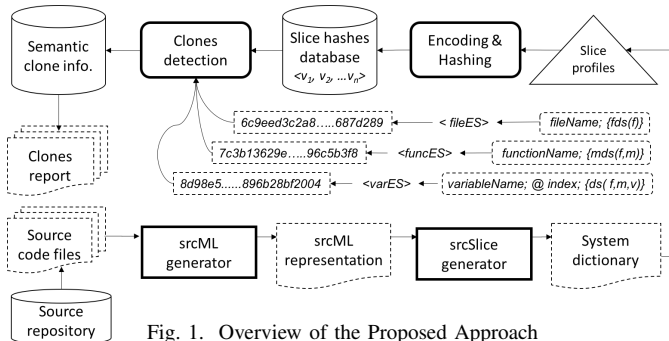 Semantic
clone info.
Clones
detection
Slice hashes
database
<v1, v2, …vn>
Encoding &
Hashing
Slice
profiles
6c9eed3c2a8…..687d289
< fileES>
fileName; {fds(f)}
7c3b13629e…..96c5b3f8
<funcES>
functionName; {mds(f,m)}
8d98e5......896b28bf2004
<varES>
variableName; @ index; {ds( f,m,v)}
Clones
report
Source
code files
srcML
generator
srcML
representation
srcSlice
generator
System
dictionary
Source
repository
Fig. 1. Overview of the Proposed Approach